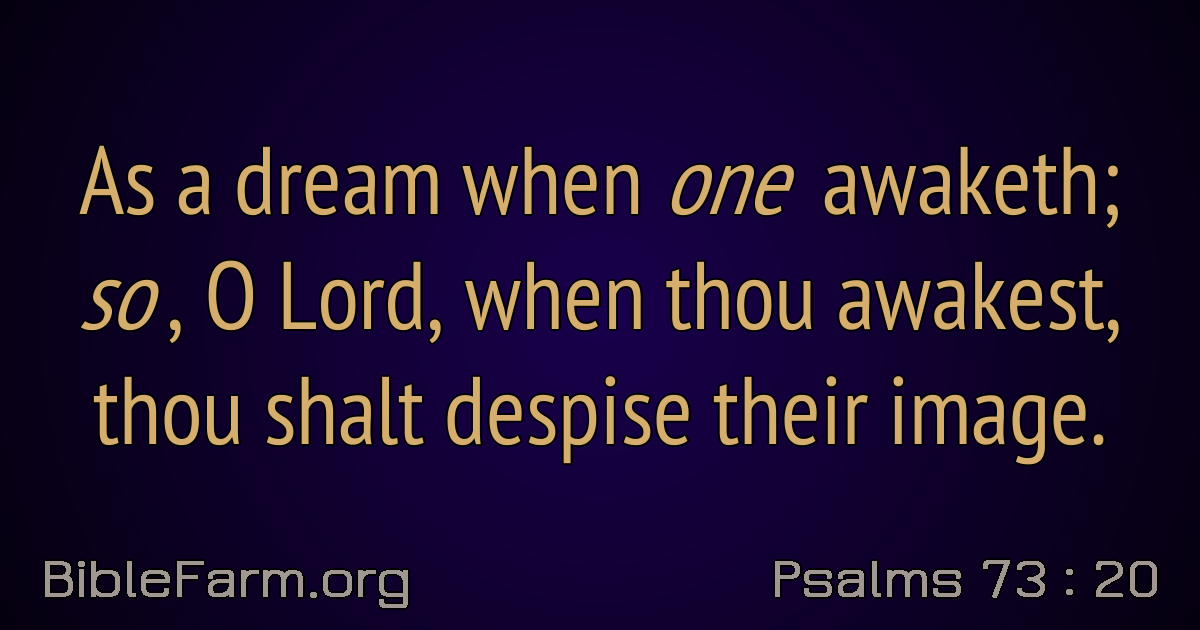 As a dream when one awaketh;
so, O Lord, when thou awakest,
thou shalt despise their image.
BibleFarm.org
Psalms 73 : 20